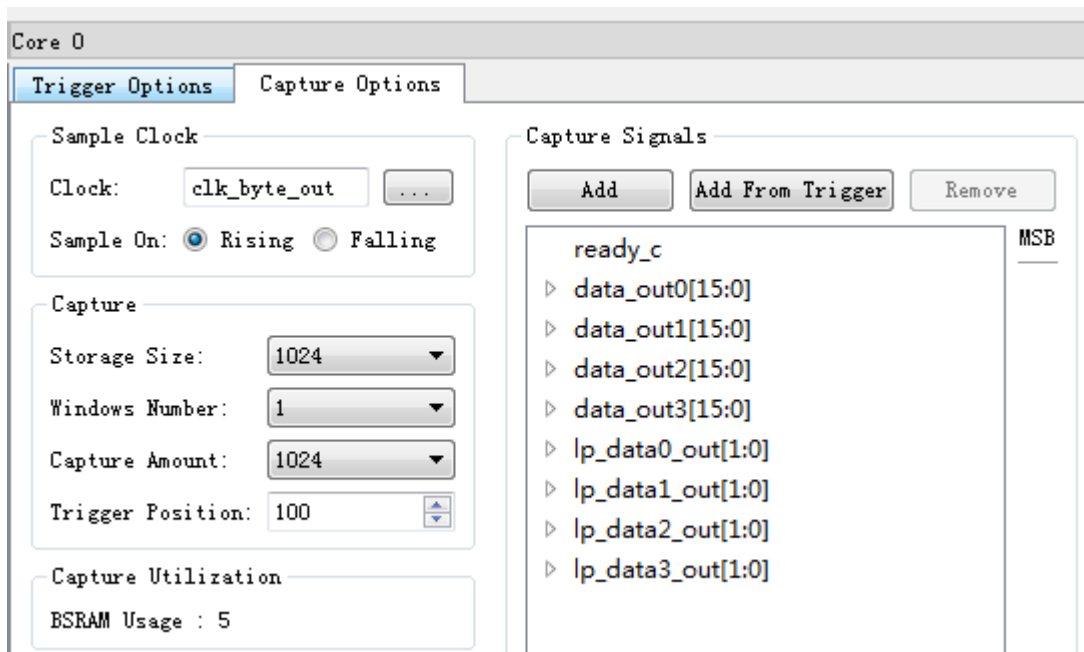 Core 0
Trigger Options
Capture Options
Sample Clock
Clock:
clk_byte_out
...
Sample On:
Rising
Falling
Capture
Storage Size:
1024
Windows Number:
1
Capture Amount:
1024
Trigger Position:
100
Capture Utilization
BSRAM Usage : 5
Capture Signals
Add
Add From Trigger
Remove
ready_c
data_out0[15:0]
data_out1[15:0]
data_out2[15:0]
data_out3[15:0]
lp_data0_out[1:0]
lp_data1_out[1:0]
lp_data2_out[1:0]
lp_data3_out[1:0]
MSB